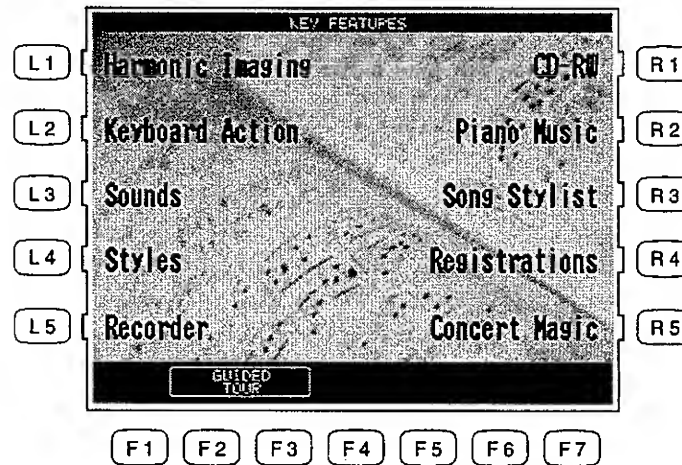 KEY FEATURES
L1 Harmonic Imaging CD-RW R1
L2 Keyboard Action Piano Music R2
L3 Sounds Song Stylist R3
L4 Styles Registrations R4
L5 Recorder Concert Magic R5
GUIDED
TOUR
F1 F2 F3 F4 F5 F6 F7